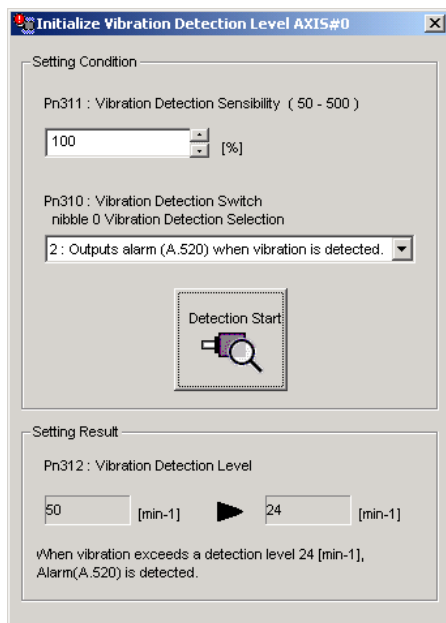 Initialize Vibration Detection Level AXIS#0
Setting Condition
Pn311 : Vibration Detection Sensibility ( 50 - 500 )
100
[%]
Pn310 : Vibration Detection Switch
nibble 0 Vibration Detection Selection
2 : Outputs alarm (A.520) when vibration is detected.
Detection Start
Setting Result
Pn312 : Vibration Detection Level
50 [min-1] 24 [min-1]
When vibration exceeds a detection level 24 [min-1],
Alarm(A.520) is detected.